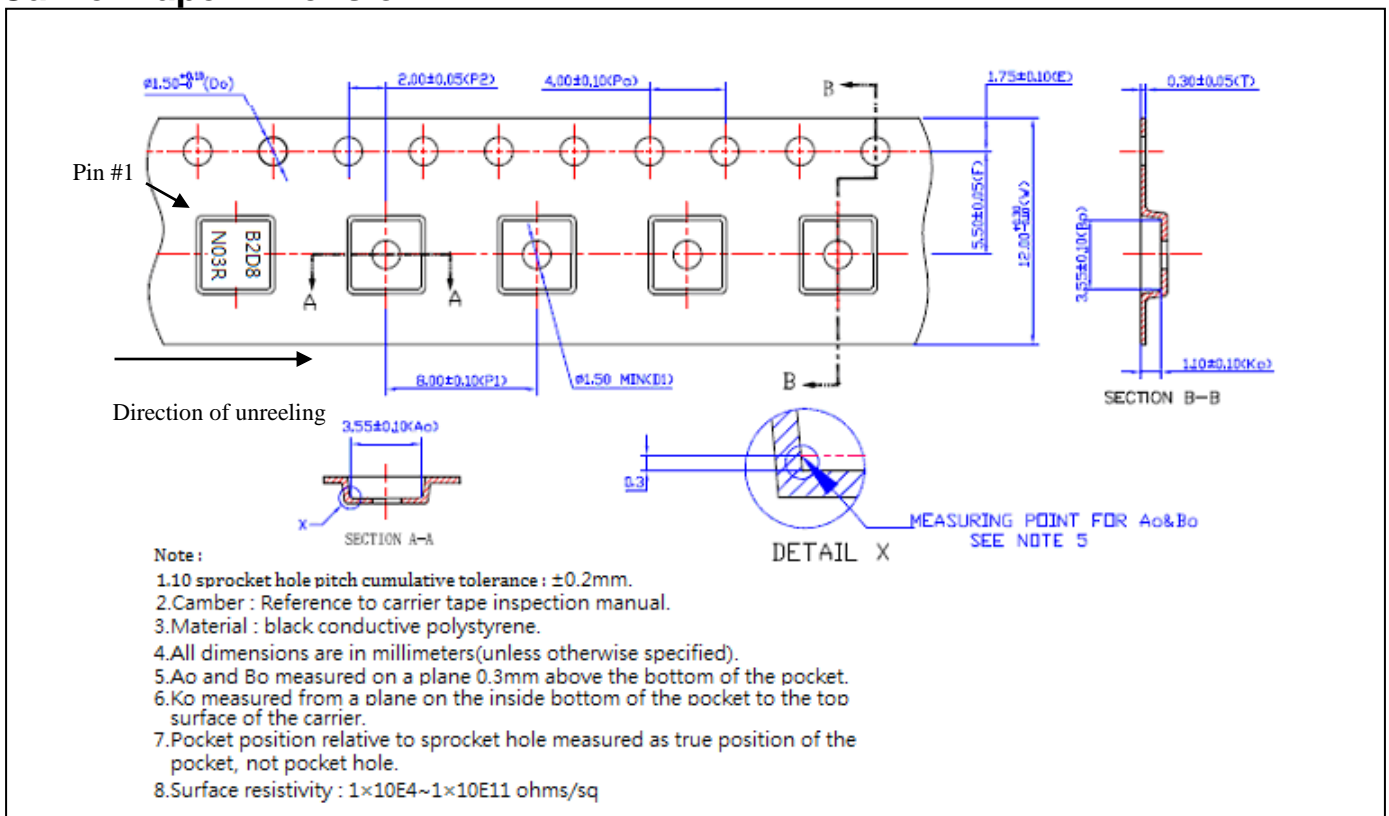 ø1.50+0.10 -0(Do)
2.00±0.05(P2)
4.00±0.10(Po)
B
1.75±0.10(E)
0.30±0.05(T)
Pin #1
B2D8
N03R
A
A
5.50±0.05(F)
12.00(W)
3.55±0.10(Bo)
8.00±0.10(P1)
ø1.50 MIN(D1)
B
1.10±0.10(Ko)
SECTION B-B
Direction of unreeling
3.55±0.10(Ao)
X
SECTION A-A
0.3
DETAIL X
MEASURING POINT FOR Ao&Bo
SEE NOTE 5
Note :
1.10 sprocket hole pitch cumulative tolerance : ±0.2mm.
2.Camber : Reference to carrier tape inspection manual.
3.Material : black conductive polystyrene.
4.All dimensions are in millimeters(unless otherwise specified).
5.Ao and Bo measured on a plane 0.3mm above the bottom of the pocket.
6.Ko measured from a plane on the inside bottom of the pocket to the top
surface of the carrier.
7.Pocket position relative to sprocket hole measured as true position of the
pocket, not pocket hole.
8.Surface resistivity : 1×10E4~1×10E11 ohms/sq